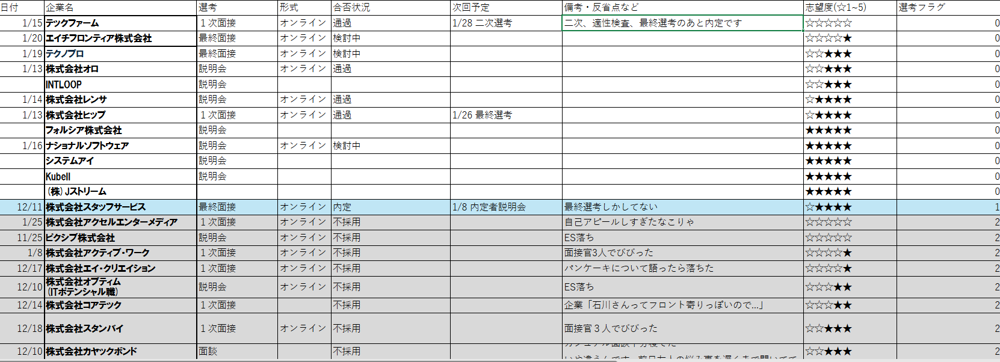 日付 企業名 選考 形式 合否状況 次回予定 備考・反省点など 志望度(☆1~5) 選考フラグ
1/15 テックファーム １次面接 オンライン 通過 1/28 二次選考 二次、適性検査、最終選考のあと内定です ☆☆☆☆☆ 0
1/20 エイチフロンティア株式会社 最終面接 オンライン 検討中 ☆☆☆☆★ 0
1/19 テクノプロ 最終面接 オンライン 検討中 ☆☆★★★ 0
1/13 株式会社オロ 説明会 オンライン 通過 ☆☆★★★ 0
INTLOOP 説明会 ☆☆★★★ 0
1/14 株式会社レンサ 説明会 オンライン 通過 ☆★★★★ 0
1/13 株式会社ヒップ １次面接 オンライン 通過 1/26 最終選考 ☆★★★★ 0
フォルシア株式会社 説明会 ★★★★★ 0
1/16 ナショナルソフトウェア 説明会 オンライン 検討中 ★★★★★ 0
システムアイ 説明会 ★★★★★ 0
Kubell 説明会 ★★★★★ 0
（株）Jストリーム ★★★★★ 0
12/11 株式会社スタッフサービス 最終面接 オンライン 内定 1/8 内定者説明会 最終選考しかしてない ☆★★★★ 1
1/25 株式会社アクセルエンターメディア １次面接 オンライン 不採用 自己アピールしすぎたなこりゃ ☆☆☆☆☆ 2
11/25 ピクシブ株式会社 説明会 オンライン 不採用 ES落ち ☆☆☆☆☆ 2
1/8 株式会社アクティブ・ワーク １次面接 オンライン 不採用 面接官3人でびびった ☆☆☆☆★ 2
12/17 株式会社エイ・クリエイション １次面接 オンライン 不採用 パンケーキについて語ったら落ちた ☆☆☆☆★ 2
株式会社オプティム
12/10 （ITポテンシャル職） 説明会 オンライン 不採用 ES落ち ☆☆☆★★ 2
12/14 株式会社コアテック １次面接 不採用 企業「石川さんってフロント寄りっぽいので...」 ☆☆☆★★ 2
12/18 株式会社スタンバイ １次面接 オンライン 不採用 面接官３人でびびった ☆☆★★★ 2
12/10 株式会社カヤックボンド 面談 不採用 ☆☆★★★ 2